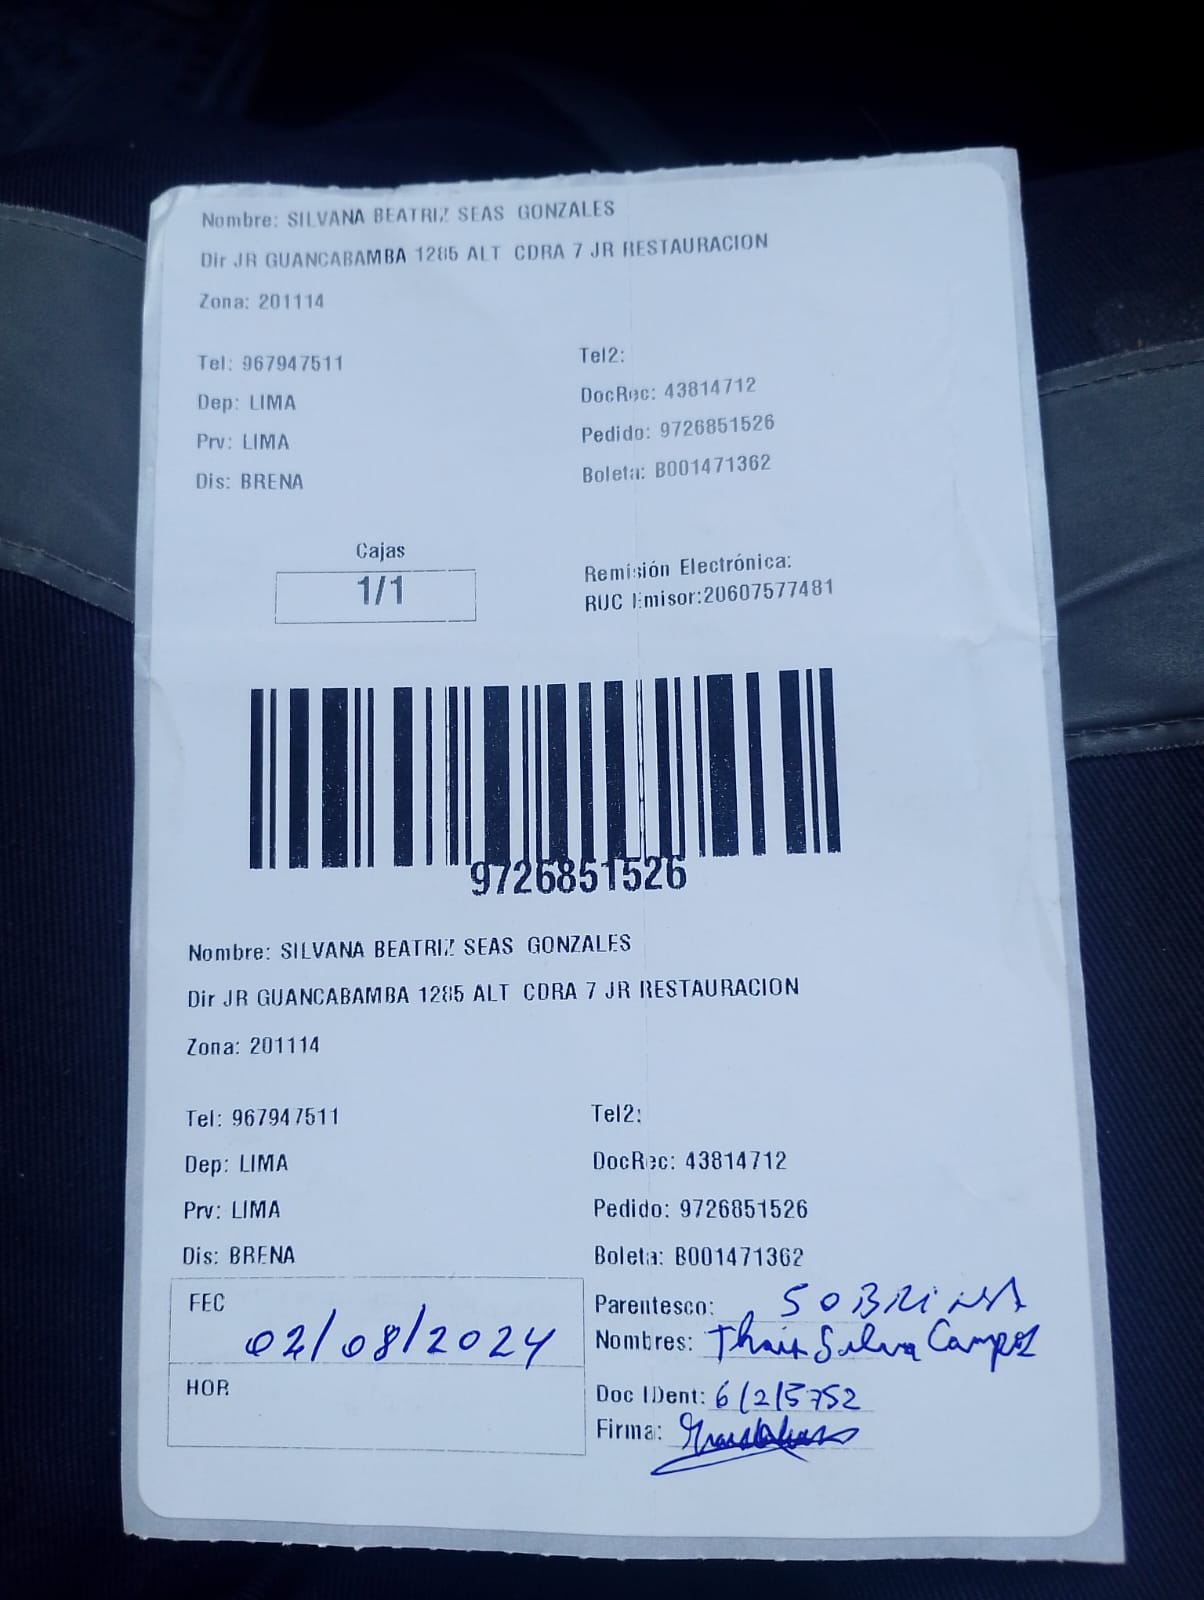 Nombre: SILVANA BEATRIZ SEAS GONZALES
Dir JR GUANCABAMBA 1285 ALT CDRA 7 JR RESTAURACION
Zona: 201114
Tel: 967947511
Tel2:
Dep: LIMA
DocRec: 43814712
Prv: LIMA
Pedido: 9726851526
Dis: BRENA
Boleta: B001471362
Cajas
1/1
Remisión Electrónica:
RUC Emisor:20607577481
9726851526
Nombre: SILVANA BEATRIZ SEAS GONZALES
Dir JR GUANCABAMBA 1285 ALT CDRA 7 JR RESTAURACION
Zona: 201114
Tel: 967947511
Tel2:
Dep: LIMA
DocRec: 43814712
Prv: LIMA
Pedido: 9726851526
Dis: BRENA
Boleta: B001471362
FEC
02/08/2024
HOR
Parentesco: SOBRINA
Nombres: Thais Silva Campos
Doc IDent:
Firma: